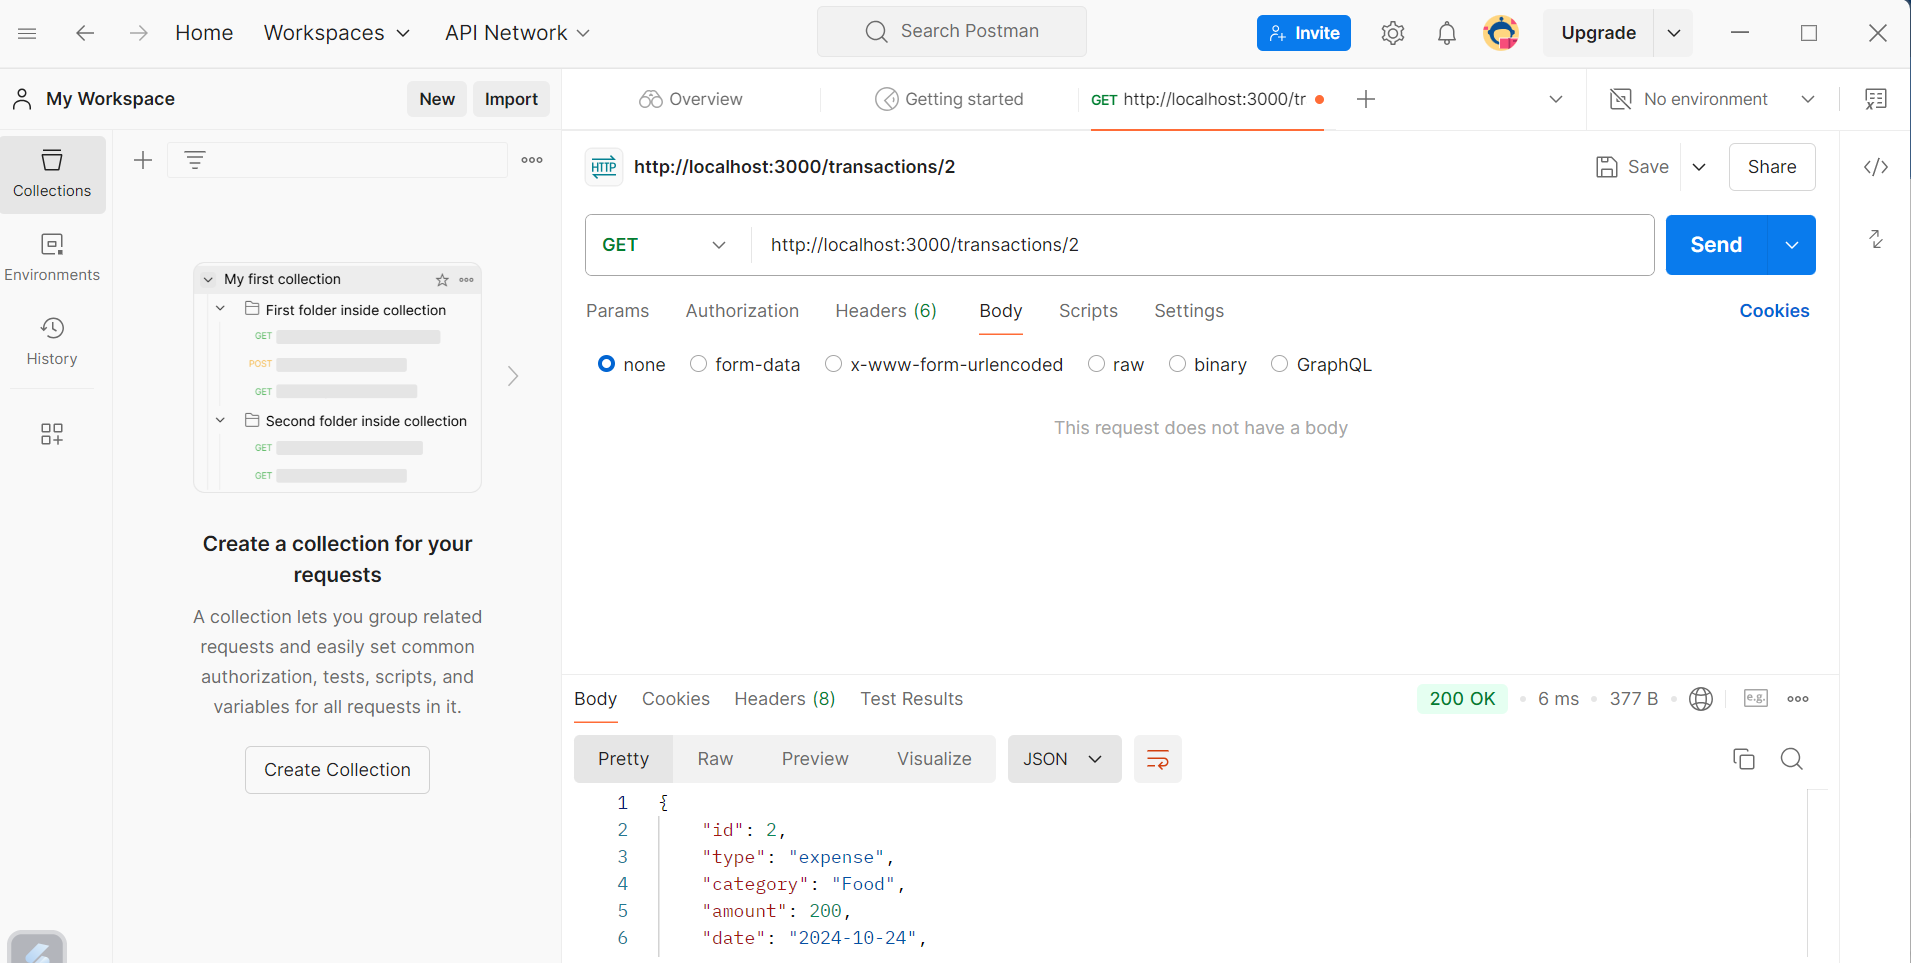 Home
Workspaces
API Network
Search Postman
Invite
Upgrade
My Workspace
New
Import
Overview
Getting started
GET http://localhost:3000/tr
No environment
Collections
Environments
History
My first collection
First folder inside collection
GET
POST
GET
Second folder inside collection
GET
GET
Create a collection for your
requests
A collection lets you group related
requests and easily set common
authorization, tests, scripts, and
variables for all requests in it.
Create Collection
HTTP
http://localhost:3000/transactions/2
Save
Share
GET
http://localhost:3000/transactions/2
Send
Params
Authorization
Headers (6)
Body
Scripts
Settings
Cookies
none
form-data
x-www-form-urlencoded
raw
binary
GraphQL
This request does not have a body
Body
Cookies
Headers (8)
Test Results
200 OK
6 ms
377 B
e.g.
Pretty
Raw
Preview
Visualize
JSON
1 {
2 "id": 2,
3 "type": "expense",
4 "category": "Food",
5 "amount": 200,
6 "date": "2024-10-24",